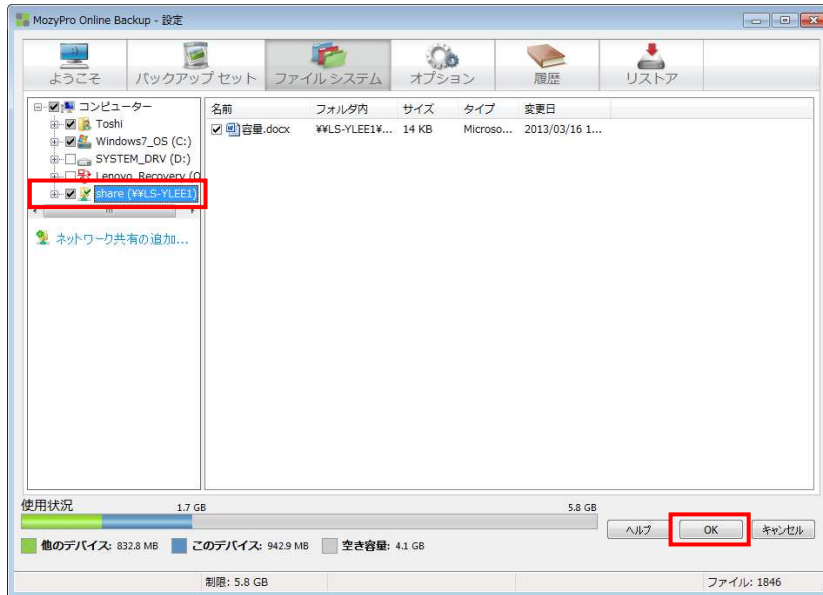 MozyPro Online Backup - 設定
ようこそ バックアップ セット ファイル システム オプション 履歴 リストア
コンピューター
Toshi
Windows7_OS (C:)
SYSTEM_DRV (D:)
Lenovo_Recovery (Q
share (¥¥LS-YLEE1)
ネットワーク共有の追加...
名前 フォルダ内 サイズ タイプ 変更日
容量.docx ¥¥LS-YLEE1¥... 14 KB Microso... 2013/03/16 1...
使用状況 1.7 GB 5.8 GB
他のデバイス: 832.8 MB このデバイス: 942.9 MB 空き容量: 4.1 GB
ヘルプ OK キャンセル
制限: 5.8 GB ファイル: 1846